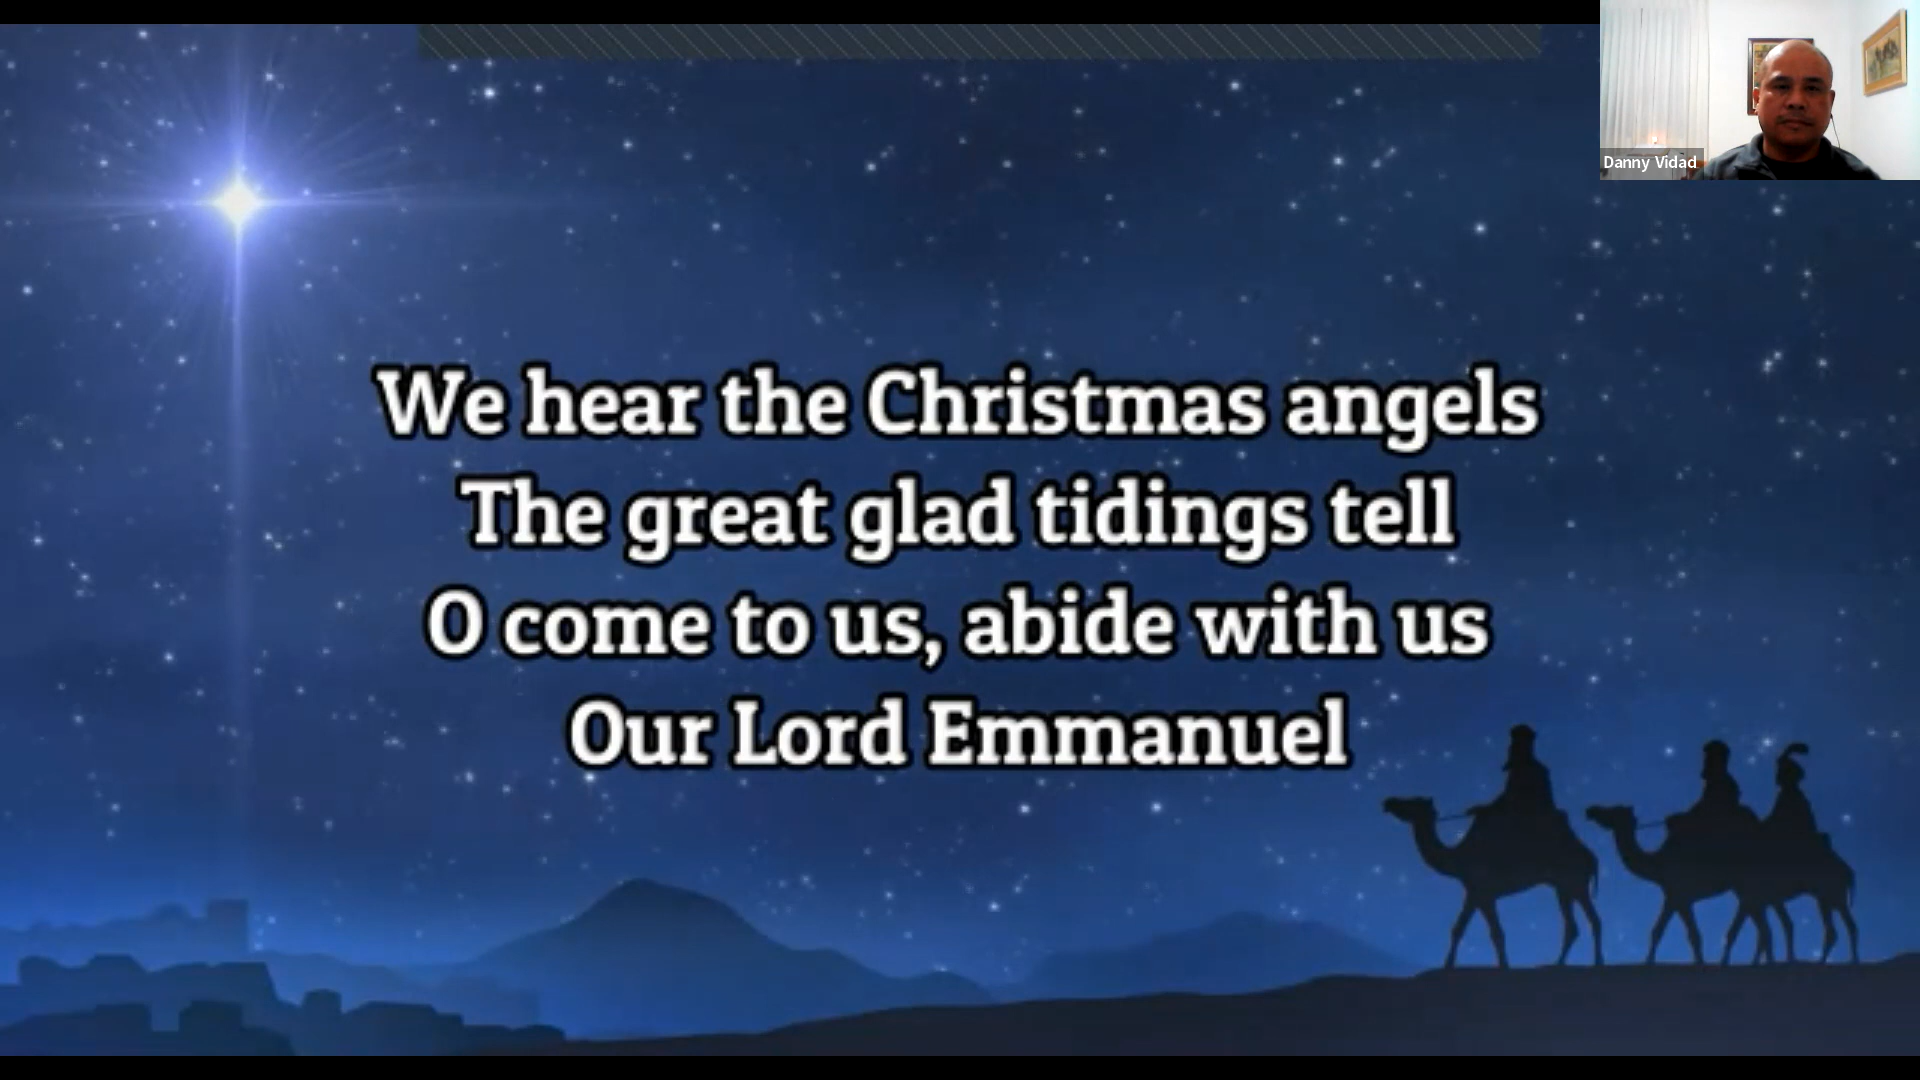 We hear the Christmas angels
The great glad tidings tell
O come to us, abide with us
Our Lord Emmanuel
Danny Vidad